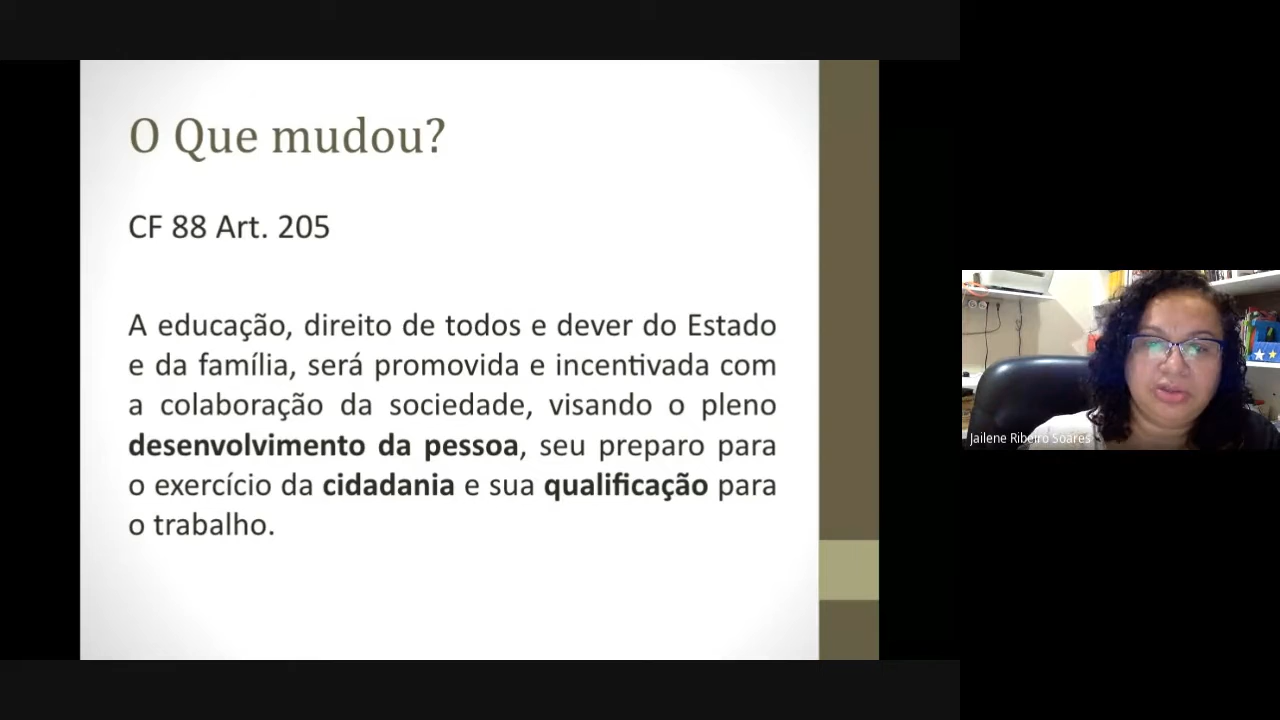 O Que mudou?
CF 88 Art. 205
A educação, direito de todos e dever do Estado
e da família, será promovida e incentivada com
a colaboração da sociedade, visando o pleno
desenvolvimento da pessoa, seu preparo para
o exercício da cidadania e sua qualificação para
o trabalho.
Jailene Ribeiro Soares